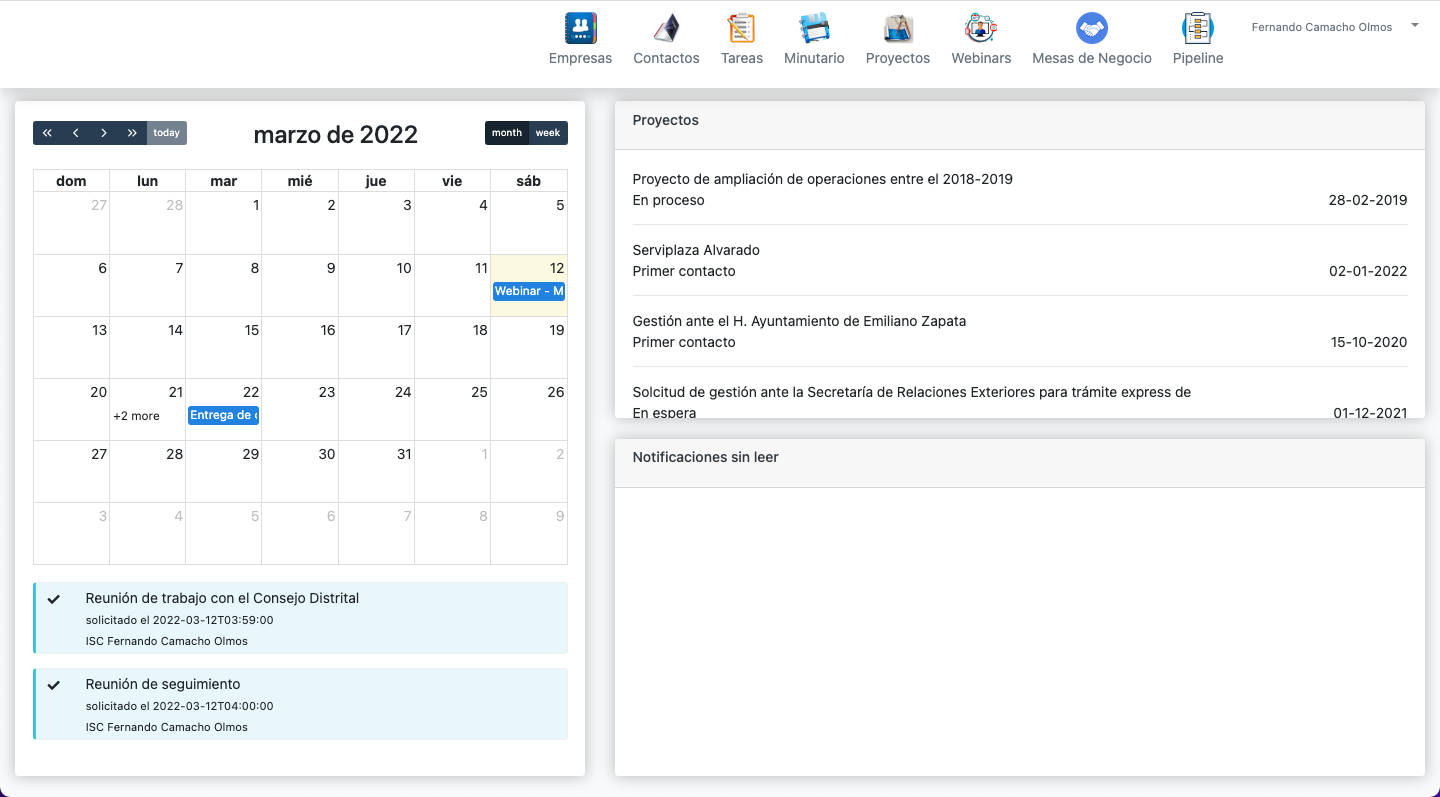 Empresas
Contactos
Tareas
Minutario
Proyectos
Webinars
Mesas de Negocio
Pipeline
Fernando Camacho Olmos
today
marzo de 2022
month week
dom lun mar mié jue vie sáb
27 28 1 2 3 4 5
6 7 8 9 10 11 12
Webinar - M
13 14 15 16 17 18 19
20 21 22 23 24 25 26
+2 more Entrega de
27 28 29 30 31 1 2
3 4 5 6 7 8 9
Reunión de trabajo con el Consejo Distrital
solicitado el 2022-03-12T03:59:00
ISC Fernando Camacho Olmos
Reunión de seguimiento
solicitado el 2022-03-12T04:00:00
ISC Fernando Camacho Olmos
Proyectos
Proyecto de ampliación de operaciones entre el 2018-2019
En proceso 28-02-2019
Serviplaza Alvarado
Primer contacto 02-01-2022
Gestión ante el H. Ayuntamiento de Emiliano Zapata
Primer contacto 15-10-2020
Solcitud de gestión ante la Secretaría de Relaciones Exteriores para trámite express de
En espera 01-12-2021
Notificaciones sin leer